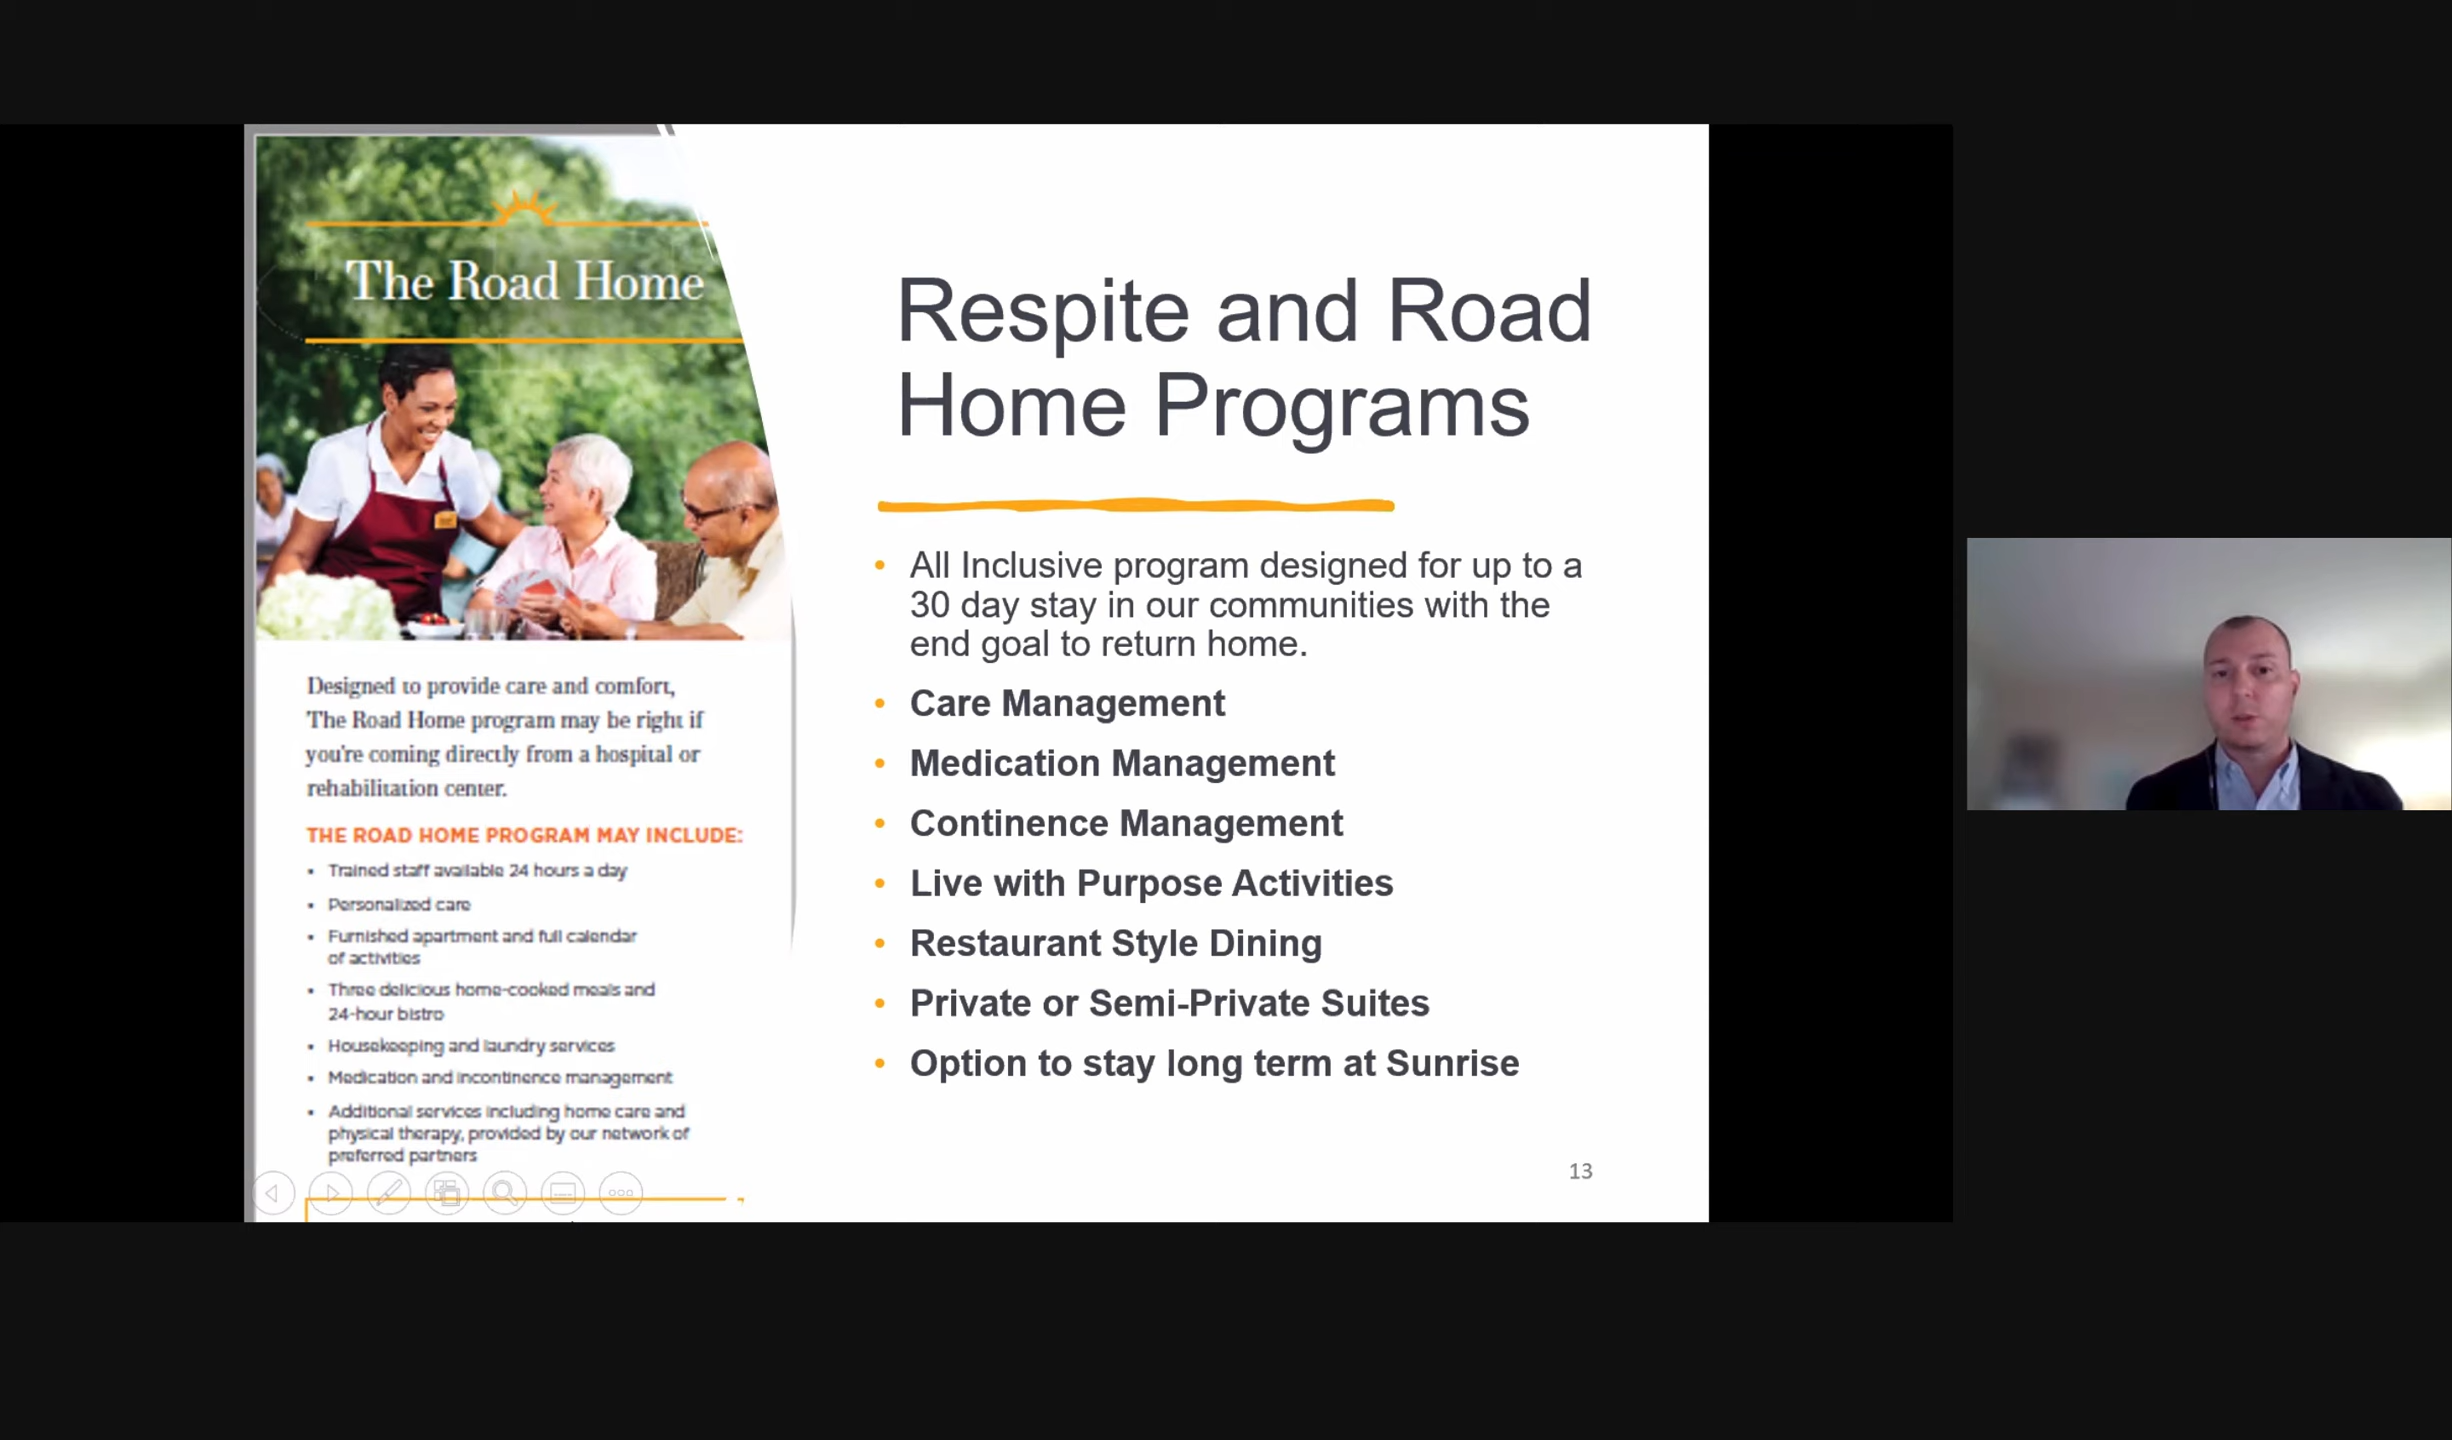 The Road Home
Designed to provide care and comfort,
The Road Home program may be right if
you're coming directly from a hospital or
rehabilitation center.
THE ROAD HOME PROGRAM MAY INCLUDE:
• Trained staff available 24 hours a day
• Personalized care
• Furnished apartment and full calendar
of activities
• Three delicious home-cooked meals and
24-hour bistro
• Housekeeping and laundry services
• Medication and incontinence management
• Additional services including home care and
physical therapy, provided by our network of
preferred partners
Respite and Road
Home Programs
• All Inclusive program designed for up to a
30 day stay in our communities with the
end goal to return home.
• Care Management
• Medication Management
• Continence Management
• Live with Purpose Activities
• Restaurant Style Dining
• Private or Semi-Private Suites
• Option to stay long term at Sunrise
13